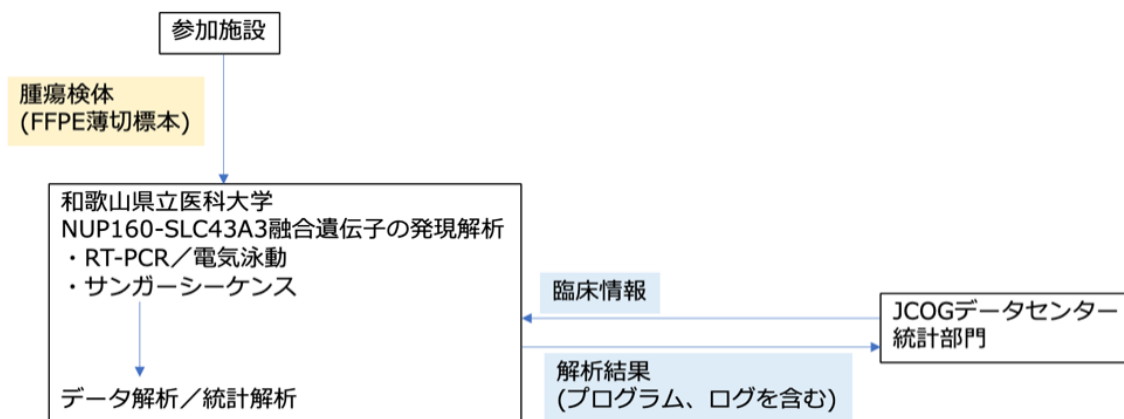 参加施設
腫瘍検体
(FFPE薄切標本)
和歌山県立医科大学
NUP160-SLC43A3融合遺伝子の発現解析
・RT-PCR／電気泳動
・サンガーシーケンス
データ解析／統計解析
臨床情報
解析結果
(プログラム、ログを含む)
JCOGデータセンター
統計部門